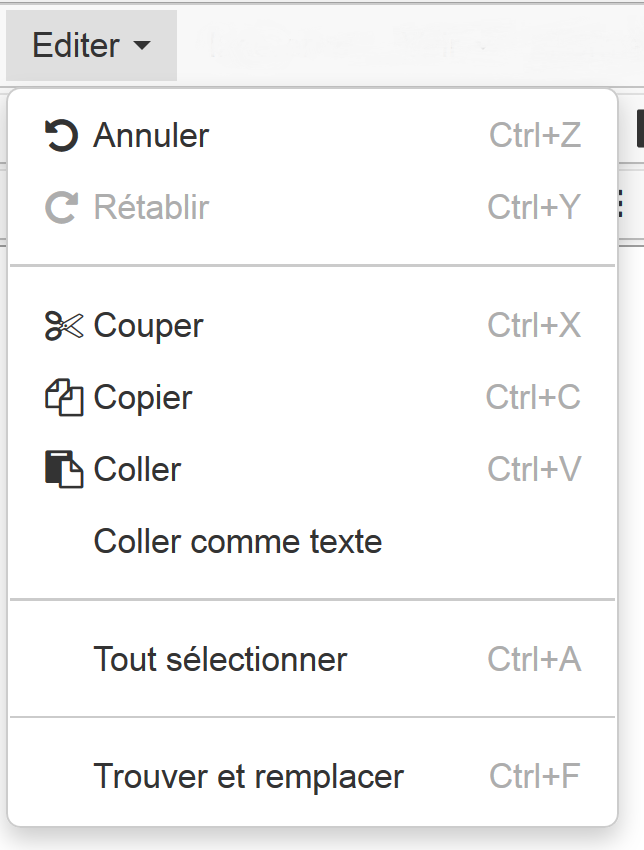 Editer
Annuler Ctrl+Z
Rétablir Ctrl+Y
Couper Ctrl+X
Copier Ctrl+C
Coller Ctrl+V
Coller comme texte
Tout sélectionner Ctrl+A
Trouver et remplacer Ctrl+F